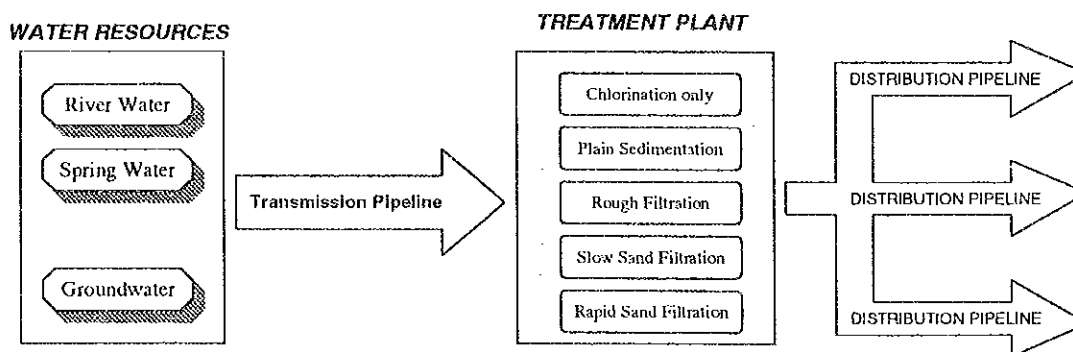 WATER RESOURCES
River Water
Spring Water
Groundwater
Transmission Pipeline
TREATMENT PLANT
Chlorination only
Plain Sedimentation
Rough Filtration
Slow Sand Filtration
Rapid Sand Filtration
DISTRIBUTION PIPELINE
DISTRIBUTION PIPELINE
DISTRIBUTION PIPELINE